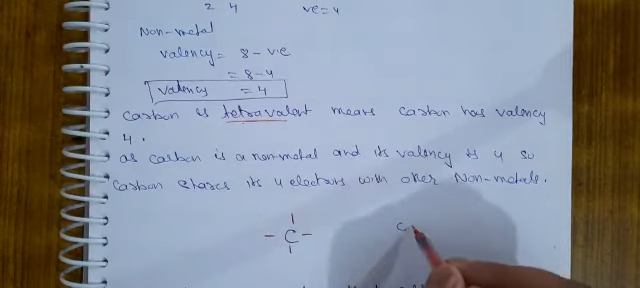 2 4 ve=4
Non-metal
valency = 8 - ve
= 8-4
valency = 4
carbon is tetravalent means carbon has valency
4.
as carbon is a non-metal and its valency is 4 so
carbon shares its 4 electrons with other Non-metals.
- C - C